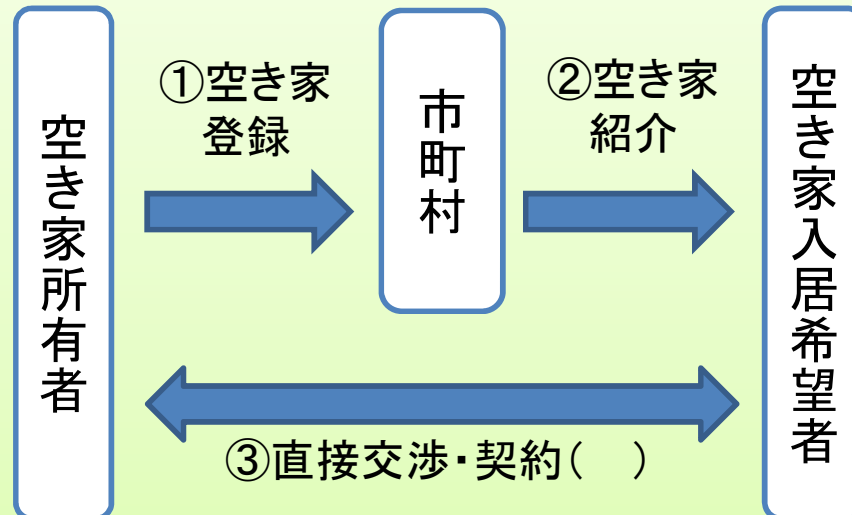 空き家所有者
①空き家
登録
市町村
②空き家
紹介
空き家入居希望者
③直接交渉・契約(　)